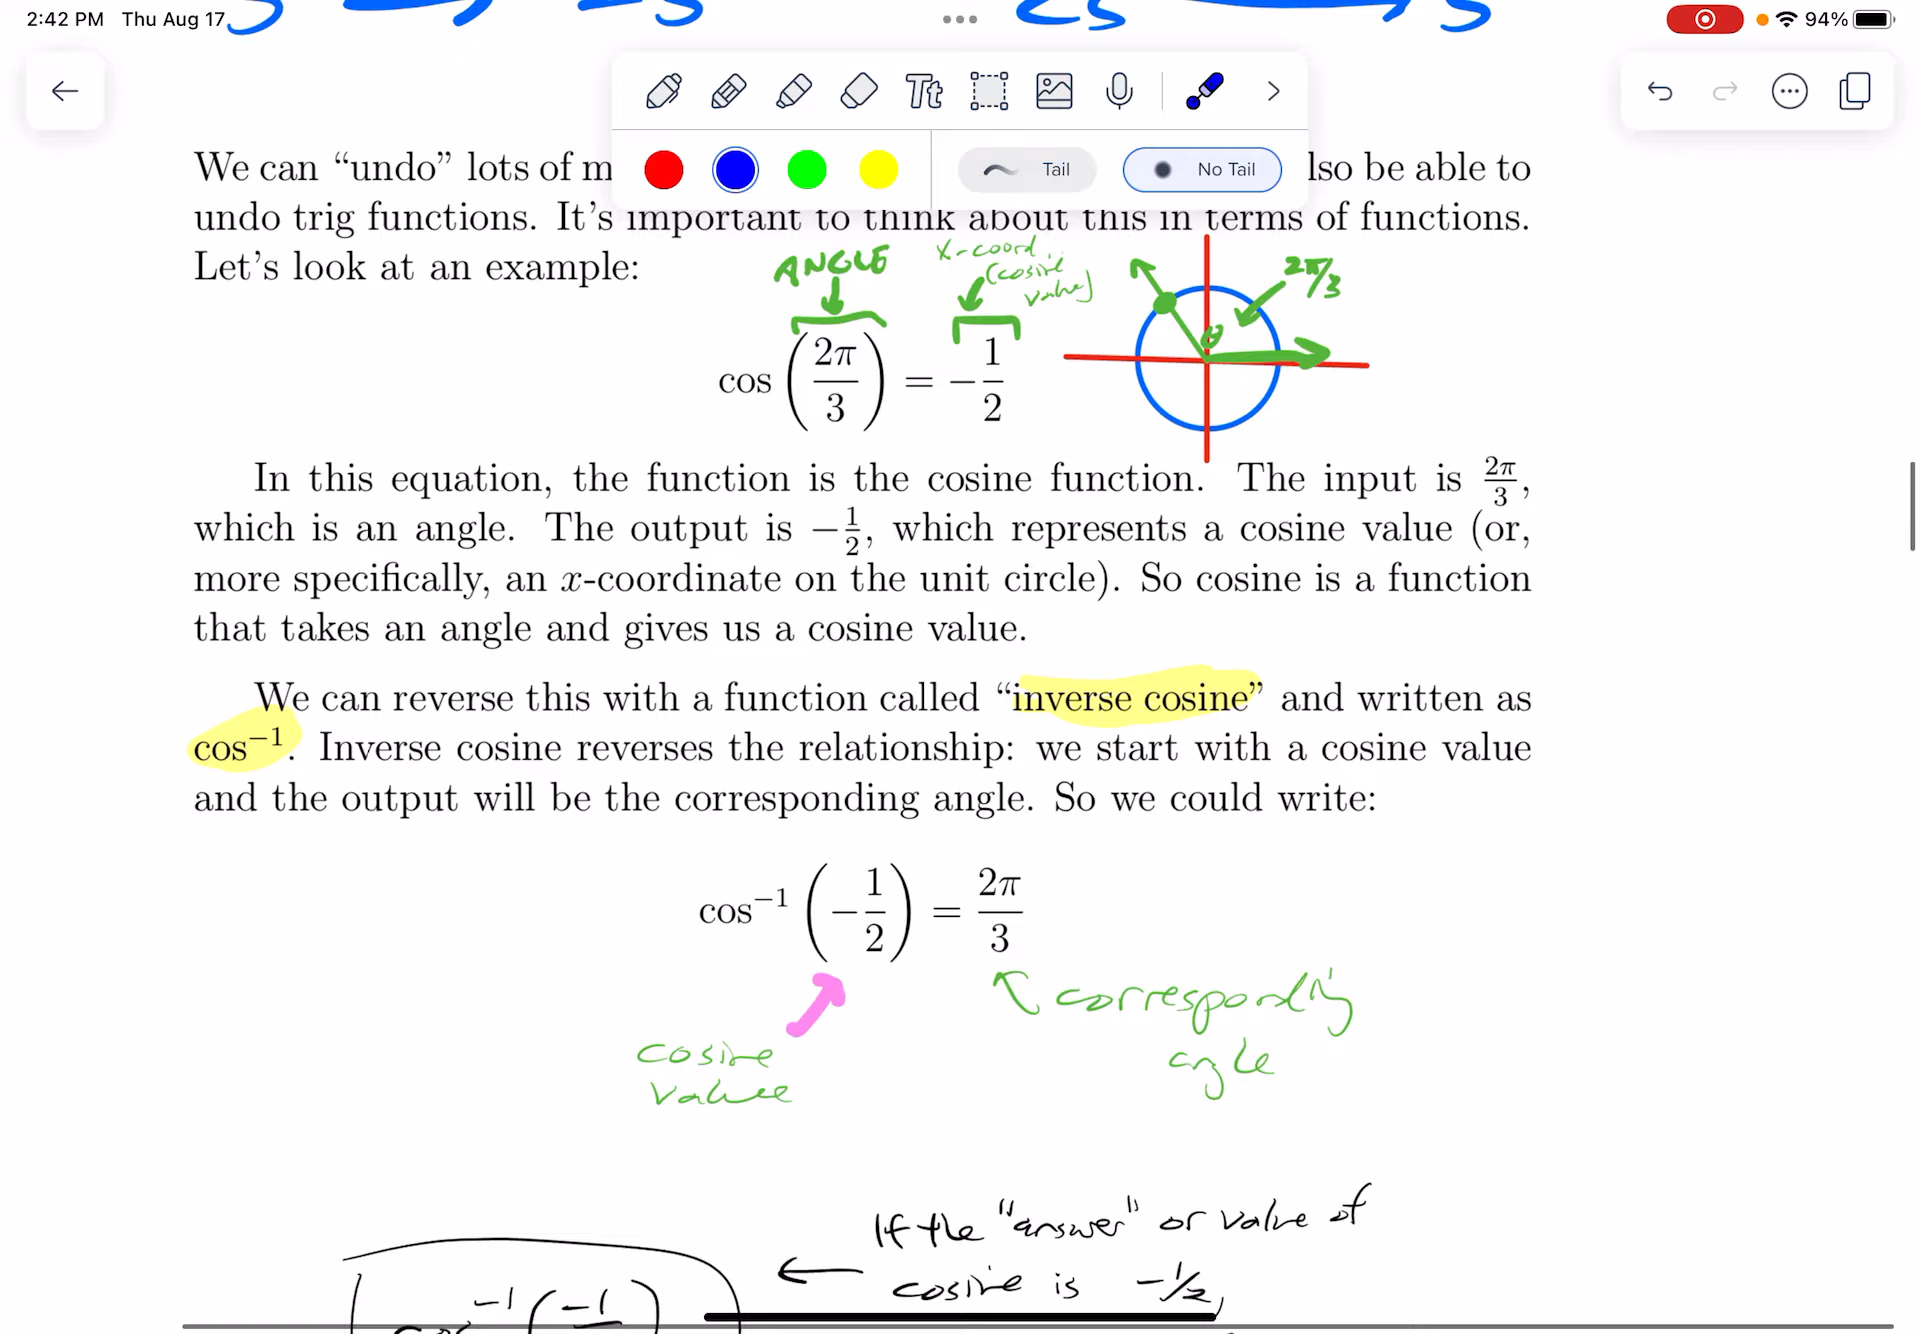 2:42 PM Thu Aug 17
94%
Tt
Tail
No Tail
We can “undo” lots of m lso be able to
undo trig functions. It’s important to think about this in terms of functions.
Let’s look at an example:
ANGLE
x-coord
(cosine
value)
2π/3
θ
cos(2π/3) = −1/2
In this equation, the function is the cosine function. The input is 2π/3,
which is an angle. The output is −1/2, which represents a cosine value (or,
more specifically, an x-coordinate on the unit circle). So cosine is a function
that takes an angle and gives us a cosine value.
We can reverse this with a function called “inverse cosine” and written as
cos⁻¹. Inverse cosine reverses the relationship: we start with a cosine value
and the output will be the corresponding angle. So we could write:
cos⁻¹(−1/2) = 2π/3
cosine
value
corresponding
angle
If the "answer" or value of
cosine is -1/2,